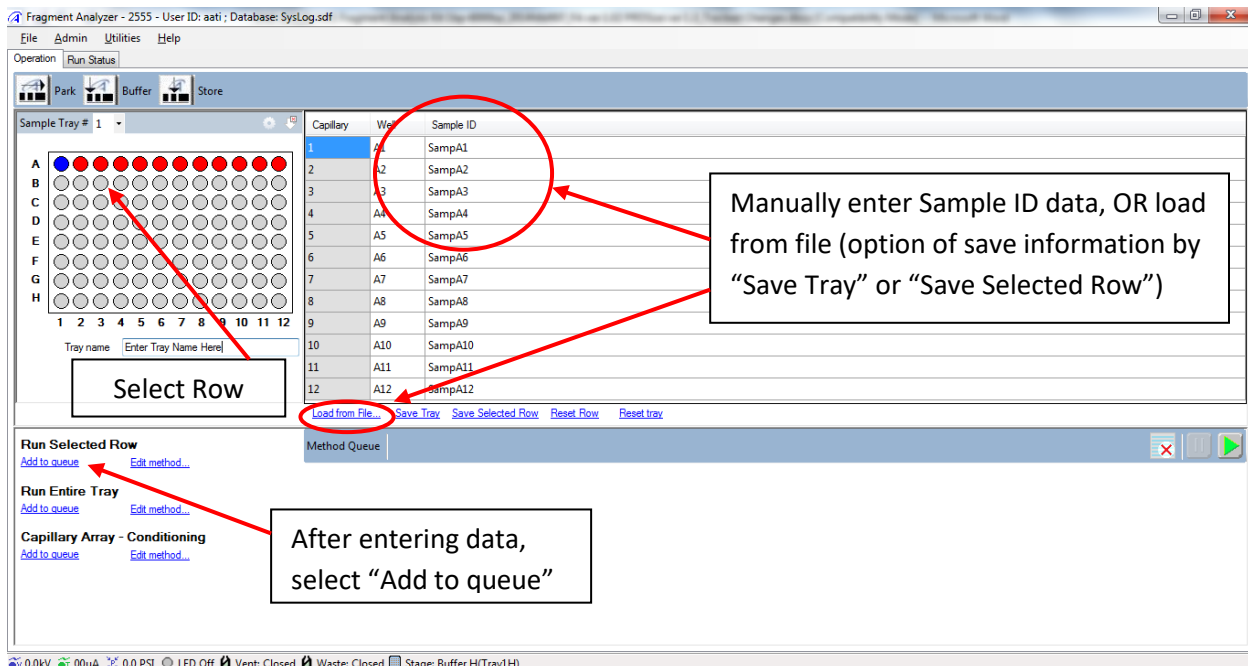 Fragment Analyzer - 2555 - User ID: aati ; Database: SysLog.sdf
File Admin Utilities Help
Operation Run Status
Park Buffer Store
Sample Tray # 1
A
B
C
D
E
F
G
H
1 2 3 4 5 6 7 8 9 10 11 12
Tray name Enter Tray Name Here
Select Row
Capillary Well Sample ID
1 A1 SampA1
2 A2 SampA2
3 A3 SampA3
4 A4 SampA4
5 A5 SampA5
6 A6 SampA6
7 A7 SampA7
8 A8 SampA8
9 A9 SampA9
10 A10 SampA10
11 A11 SampA11
12 A12 SampA12
Manually enter Sample ID data, OR load
from file (option of save information by
“Save Tray” or “Save Selected Row”)
Load from File... Save Tray Save Selected Row Reset Row Reset tray
Run Selected Row
Add to queue Edit method...
Run Entire Tray
Add to queue Edit method...
Capillary Array - Conditioning
Add to queue Edit method...
Method Queue
After entering data,
select “Add to queue”
0.0kV 00uA 0.0 PSI LED Off Vent: Closed Waste: Closed Stage: Buffer H(Tray1H)